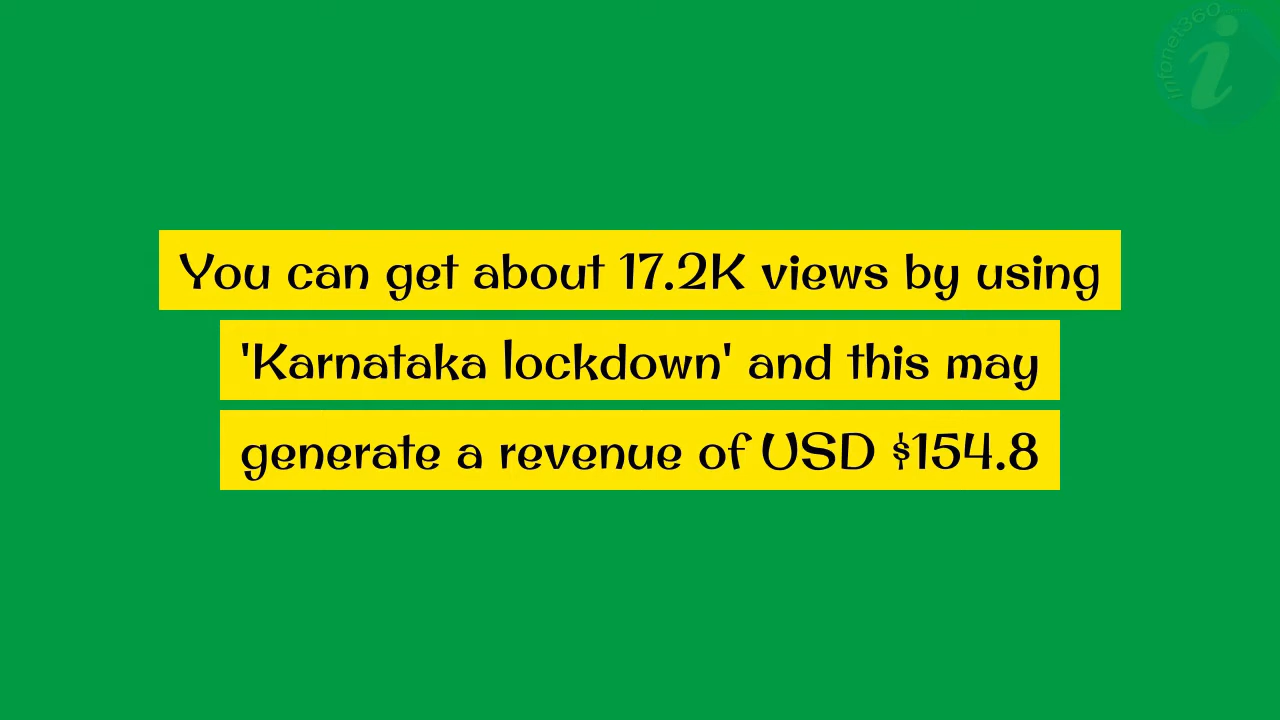 infonet360......
i
You can get about 17.2K views by using
'Karnataka lockdown' and this may
generate a revenue of USD $154.8